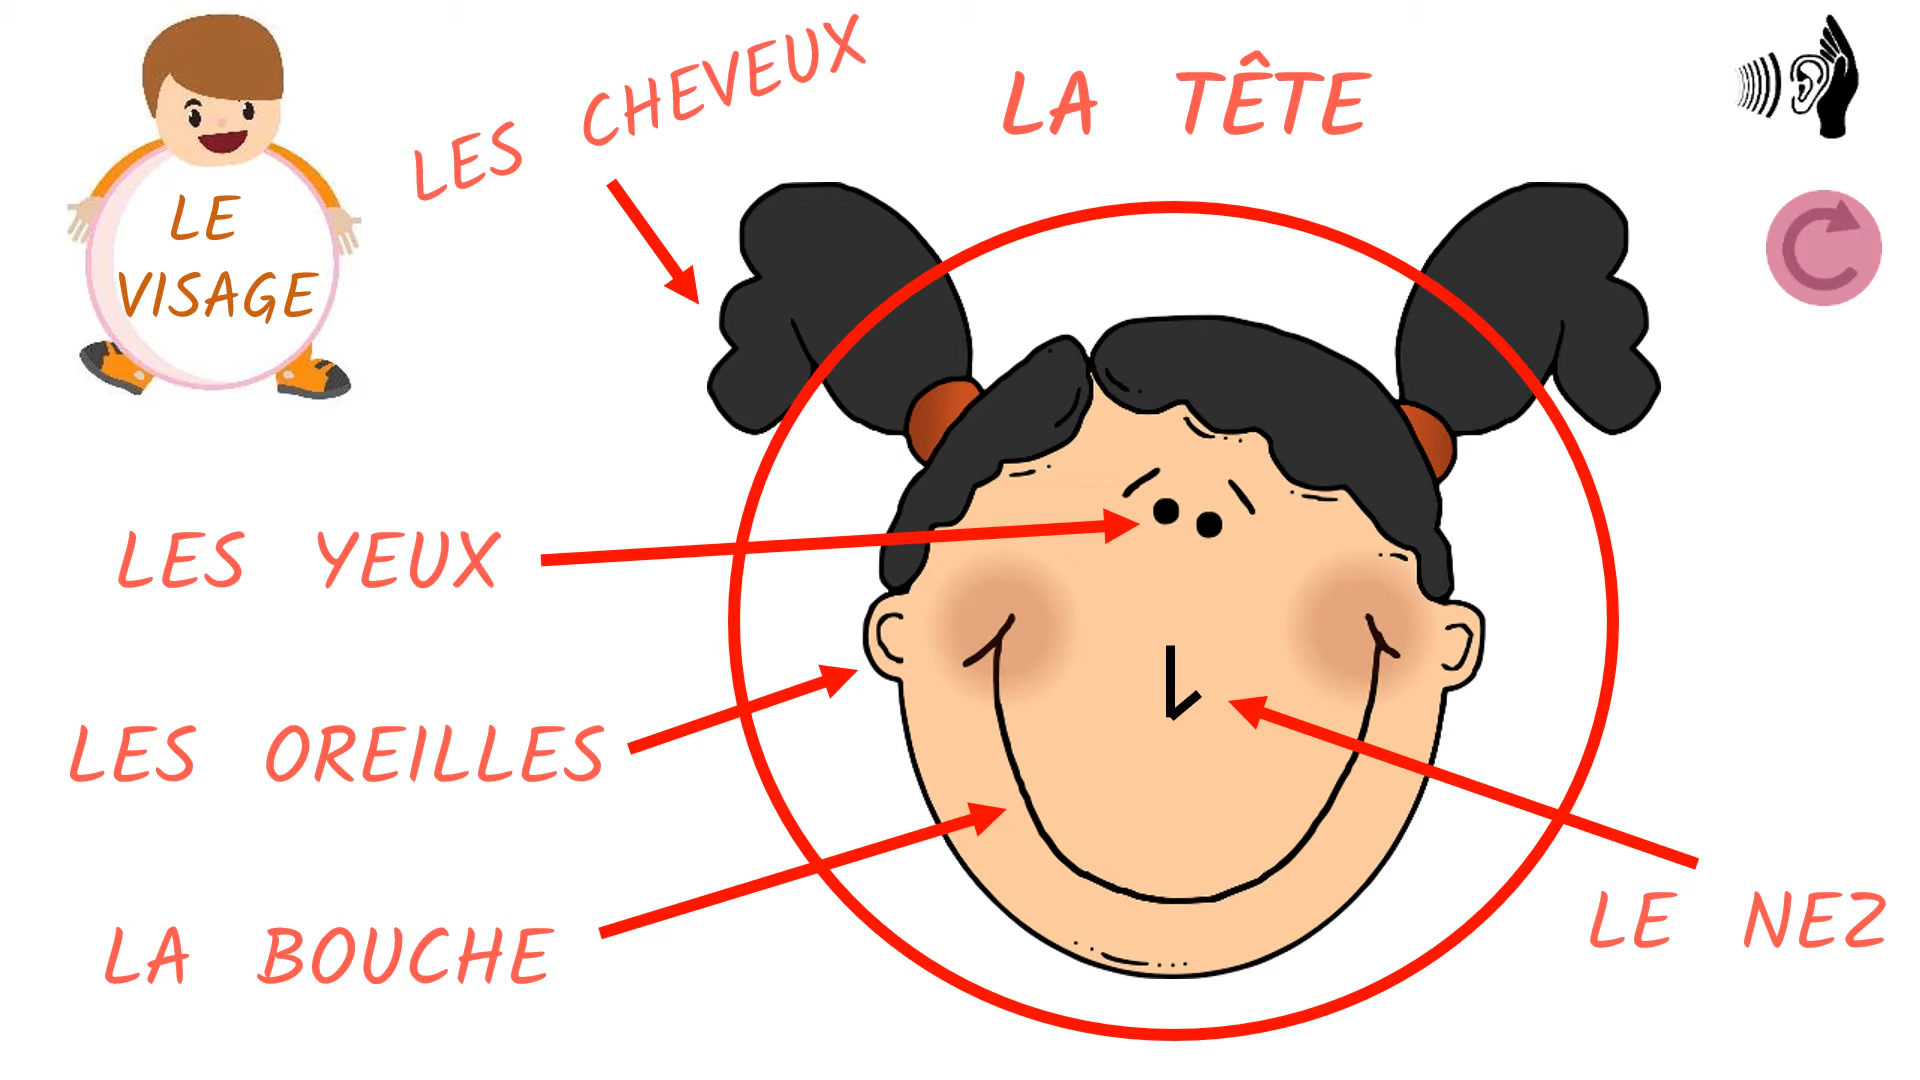 LE
VISAGE
LES CHEVEUX
LA TÊTE
LES YEUX
LES OREILLES
LA BOUCHE
LE NEZ